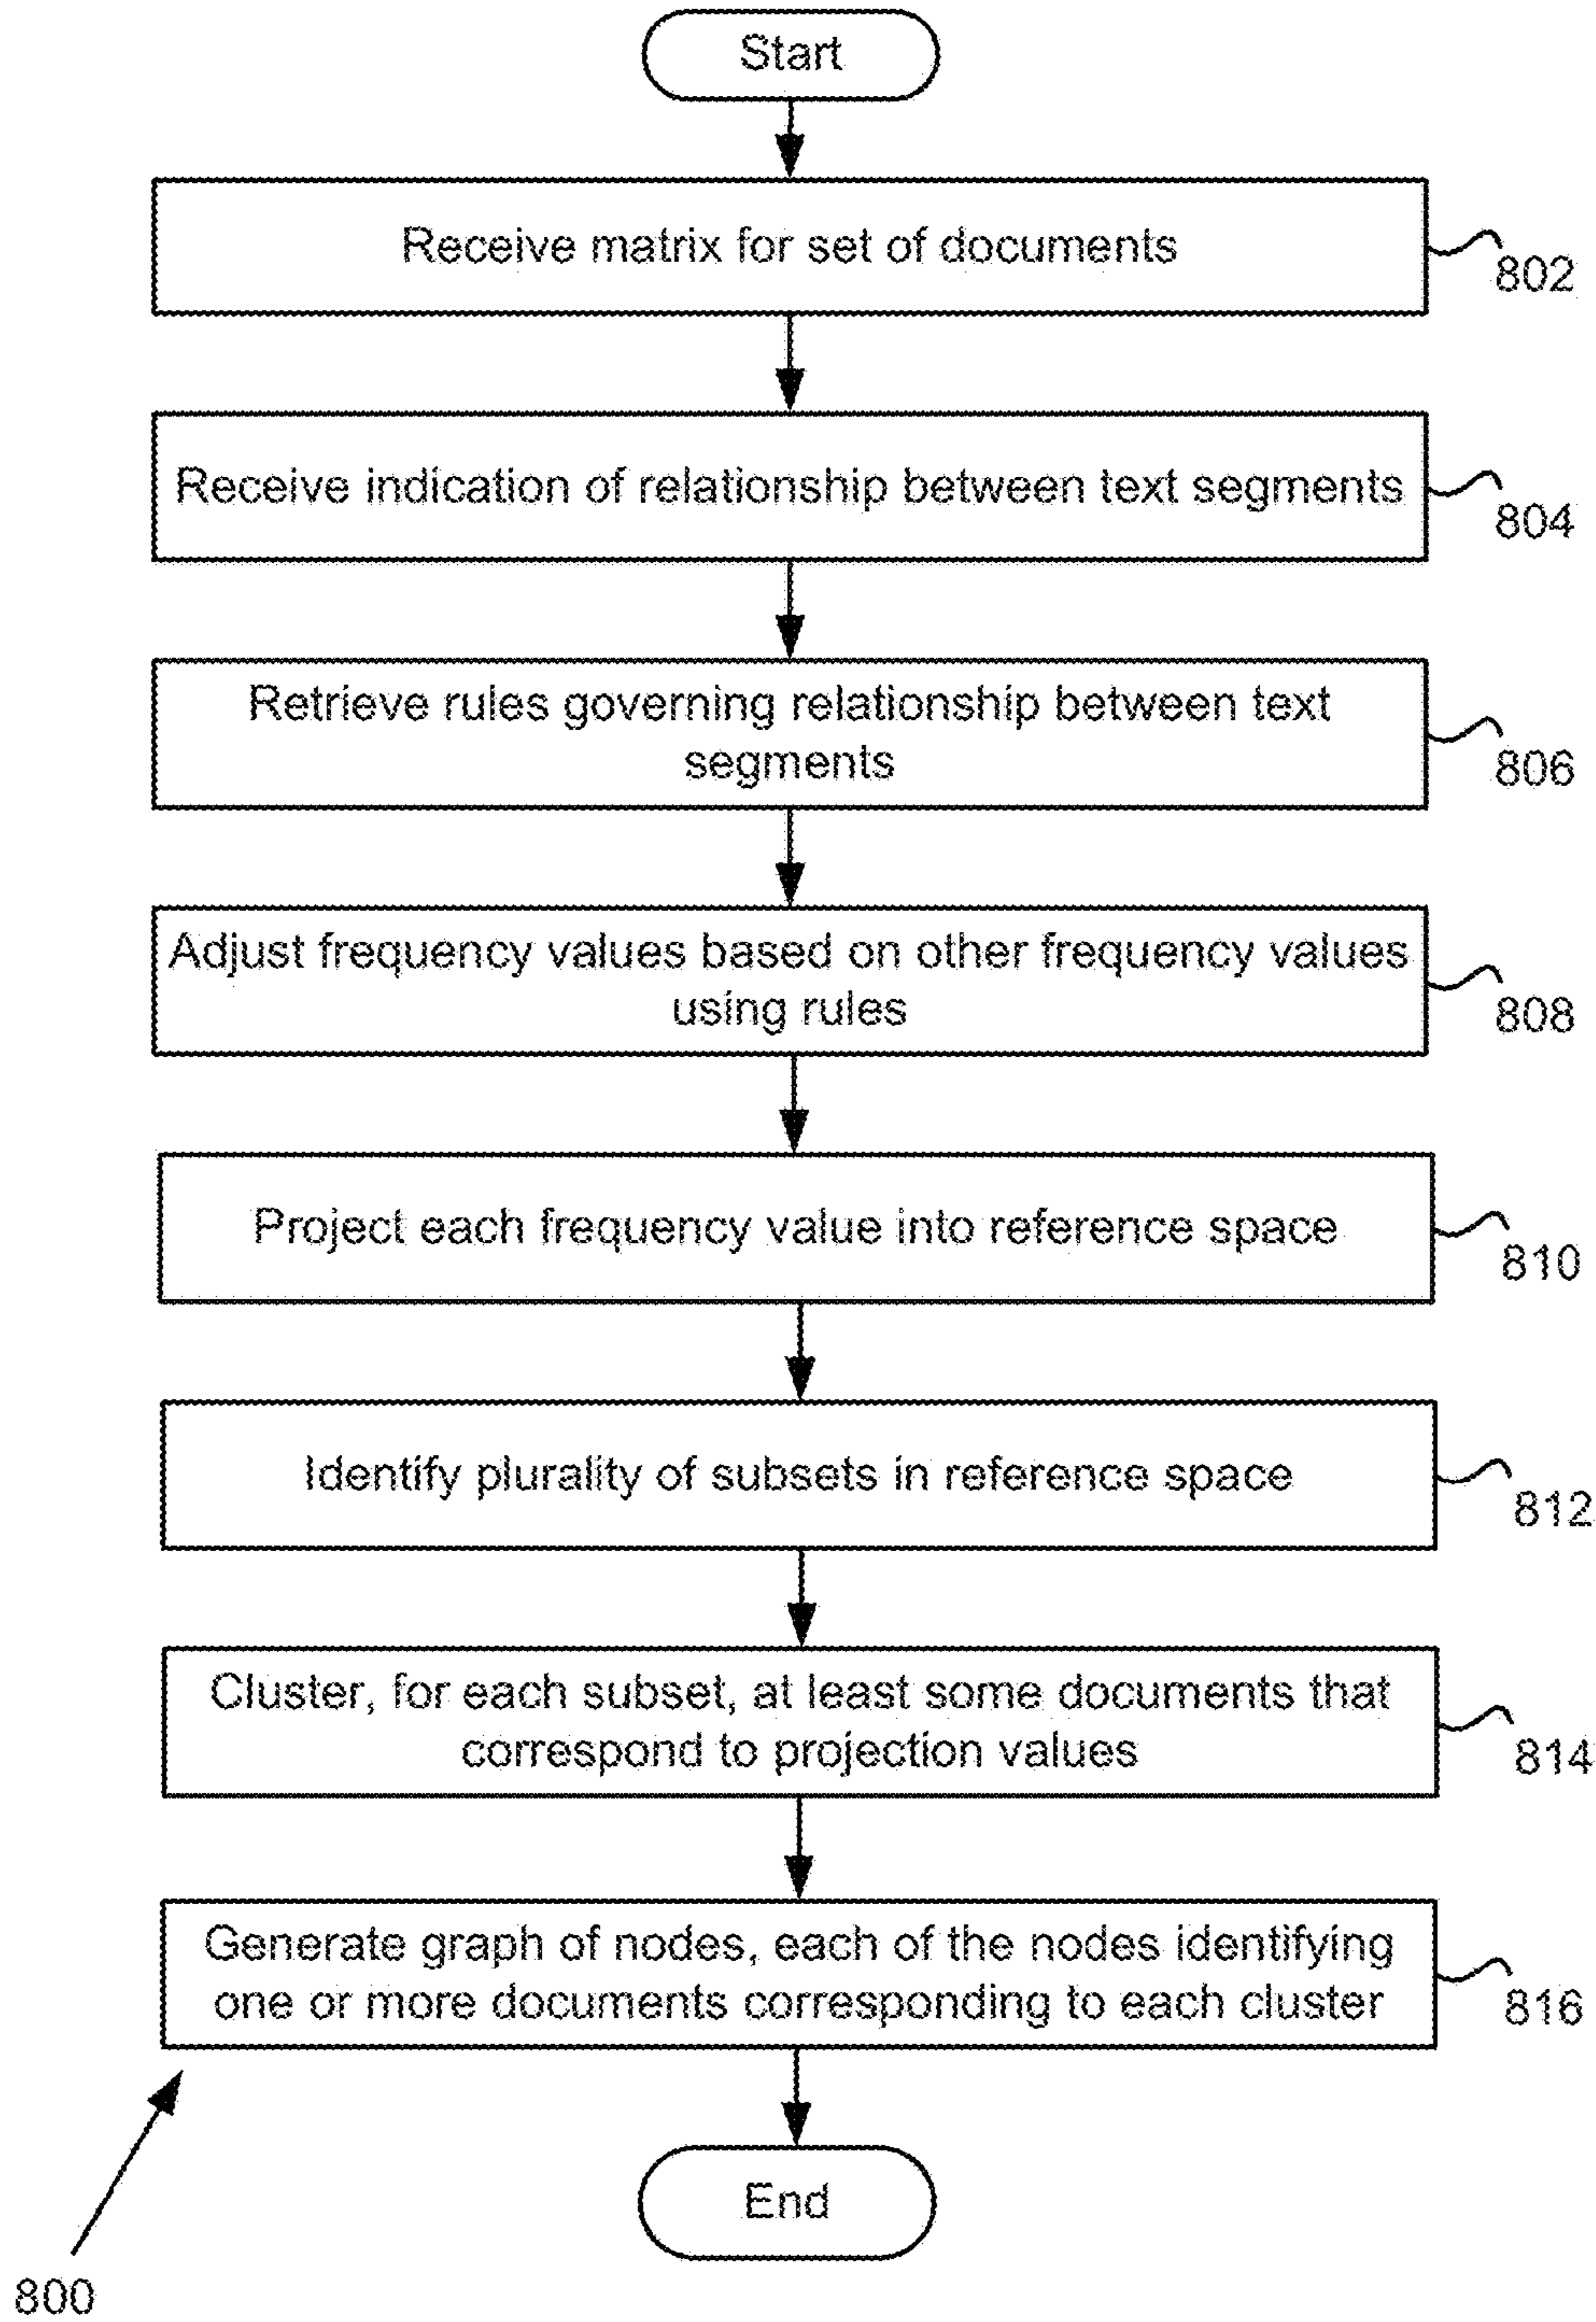 Start
Receive matrix for set of documents
802
Receive indication of relationship between text segments
804
Retrieve rules governing relationship between text
segments
806
Adjust frequency values based on other frequency values
using rules
808
Project each frequency value into reference space
810
Identify plurality of subsets in reference space
812
Cluster, for each subset, at least some documents that
correspond to projection values
814
Generate graph of nodes, each of the nodes identifying
one or more documents corresponding to each cluster
816
End
800